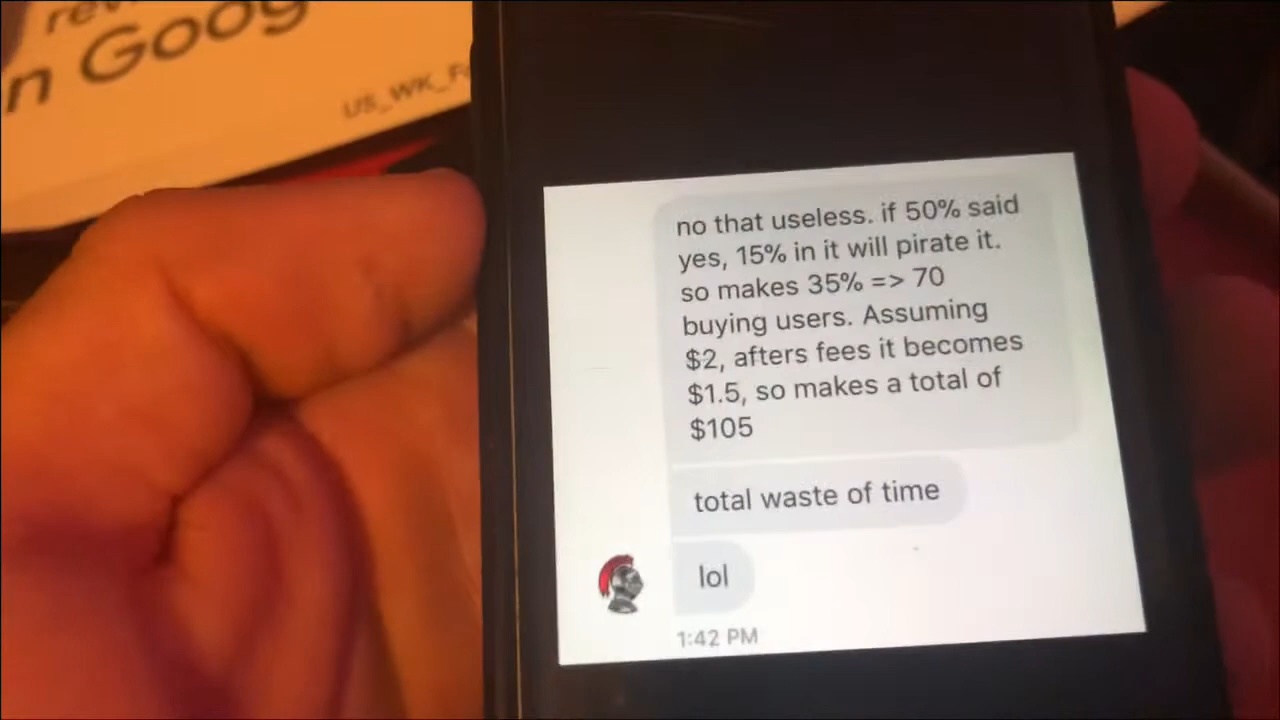 n Goog
US_WK_F
no that useless. if 50% said
yes, 15% in it will pirate it.
so makes 35% => 70
buying users. Assuming
$2, afters fees it becomes
$1.5, so makes a total of
$105
total waste of time
lol
1:42 PM